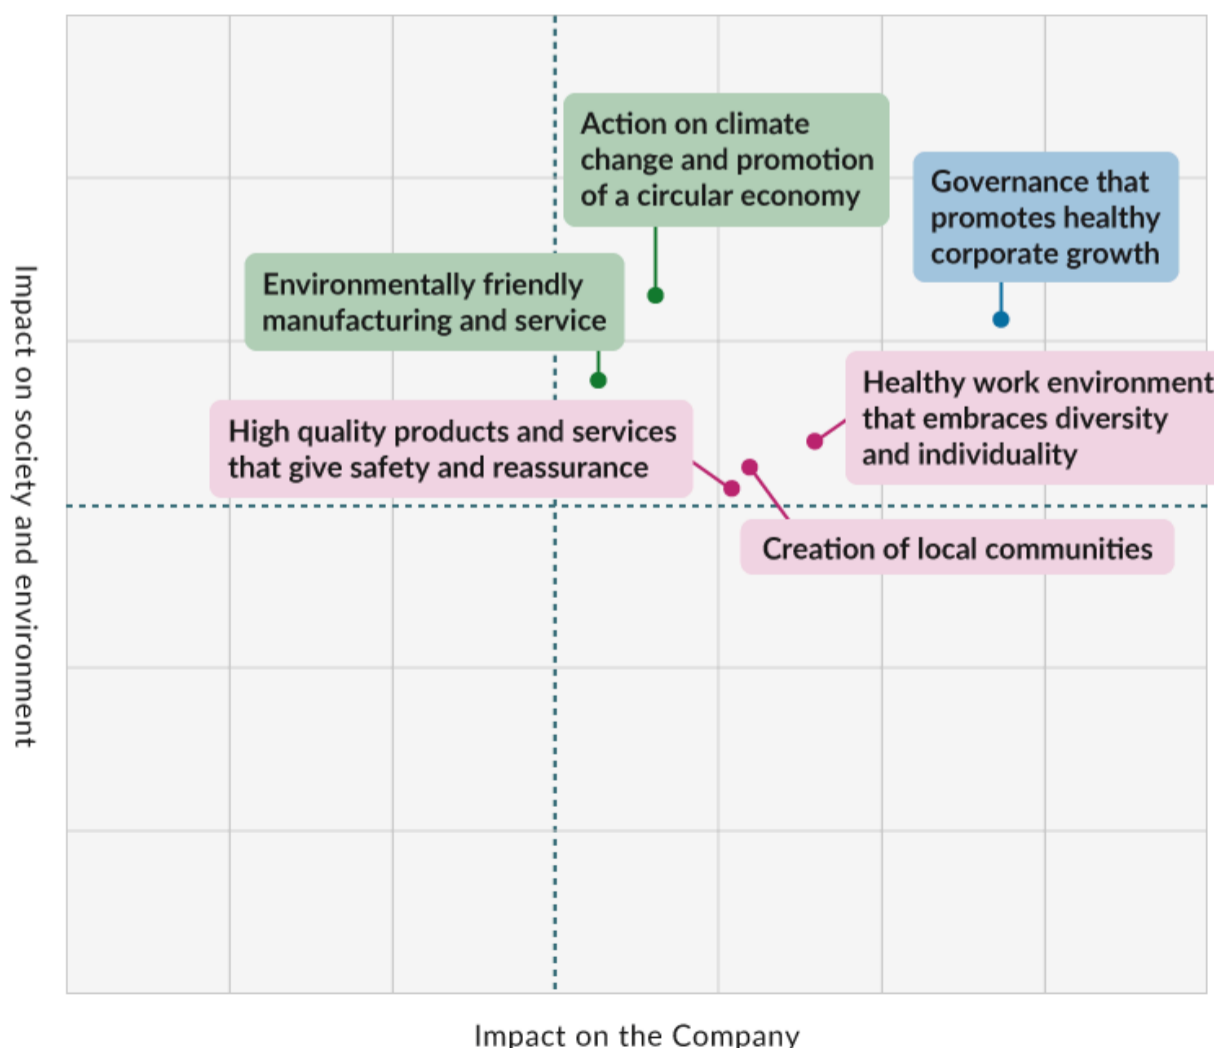 Action on climate
change and promotion
of a circular economy
Governance that
promotes healthy
corporate growth
Environmentally friendly
manufacturing and service
Healthy work environment
that embraces diversity
and individuality
High quality products and services
that give safety and reassurance
Creation of local communities
Impact on society and environment
Impact on the Company